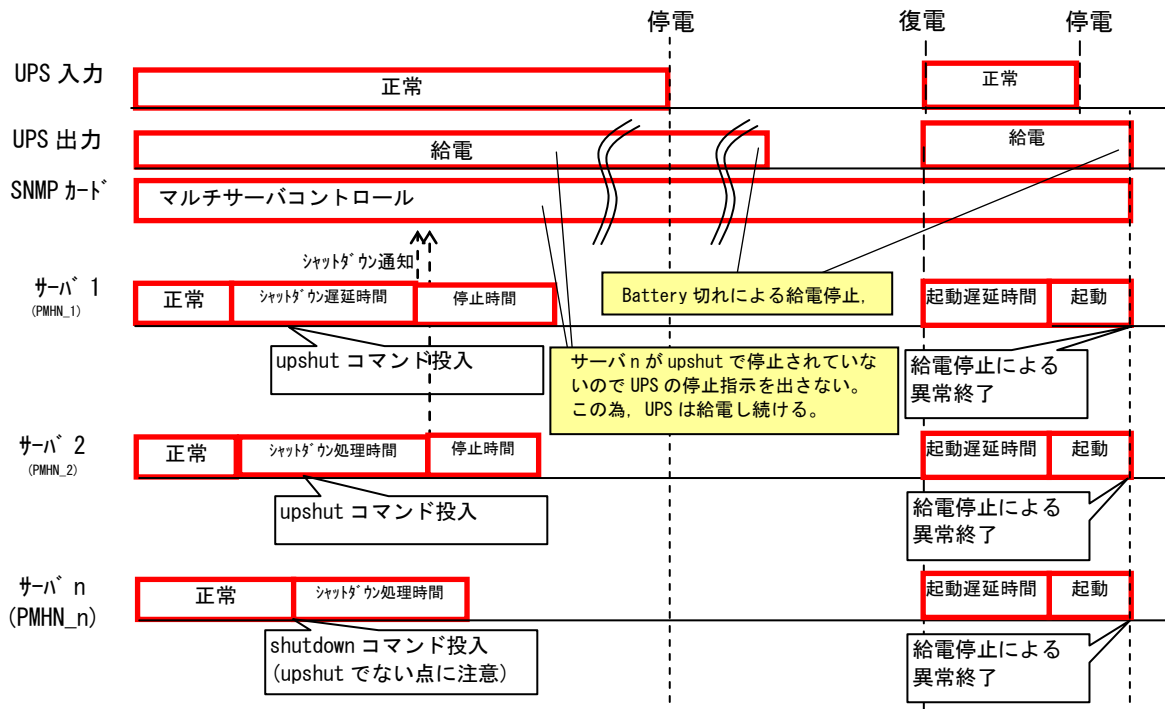 停電
復電
停電
UPS 入力
正常
正常
UPS 出力
給電
給電
SNMP ｶｰﾄﾞ
マルチサーバコントロール
ｼｬｯﾄﾀﾞｳﾝ通知
ｻｰﾊﾞ 1
(PMHN_1)
正常
ｼｬｯﾄﾀﾞｳﾝ遅延時間
停止時間
Battery 切れによる給電停止,
起動遅延時間
起動
upshut コマンド投入
サーバ n が upshut で停止されていな
いので UPS の停止指示を出さない。
この為, UPS は給電し続ける。
給電停止による
異常終了
ｻｰﾊﾞ 2
(PMHN_2)
正常
ｼｬｯﾄﾀﾞｳﾝ処理時間
停止時間
起動遅延時間
起動
upshut コマンド投入
給電停止による
異常終了
ｻｰﾊﾞ n
(PMHN_n)
正常
ｼｬｯﾄﾀﾞｳﾝ処理時間
起動遅延時間
起動
shutdown コマンド投入
(upshut でない点に注意)
給電停止による
異常終了